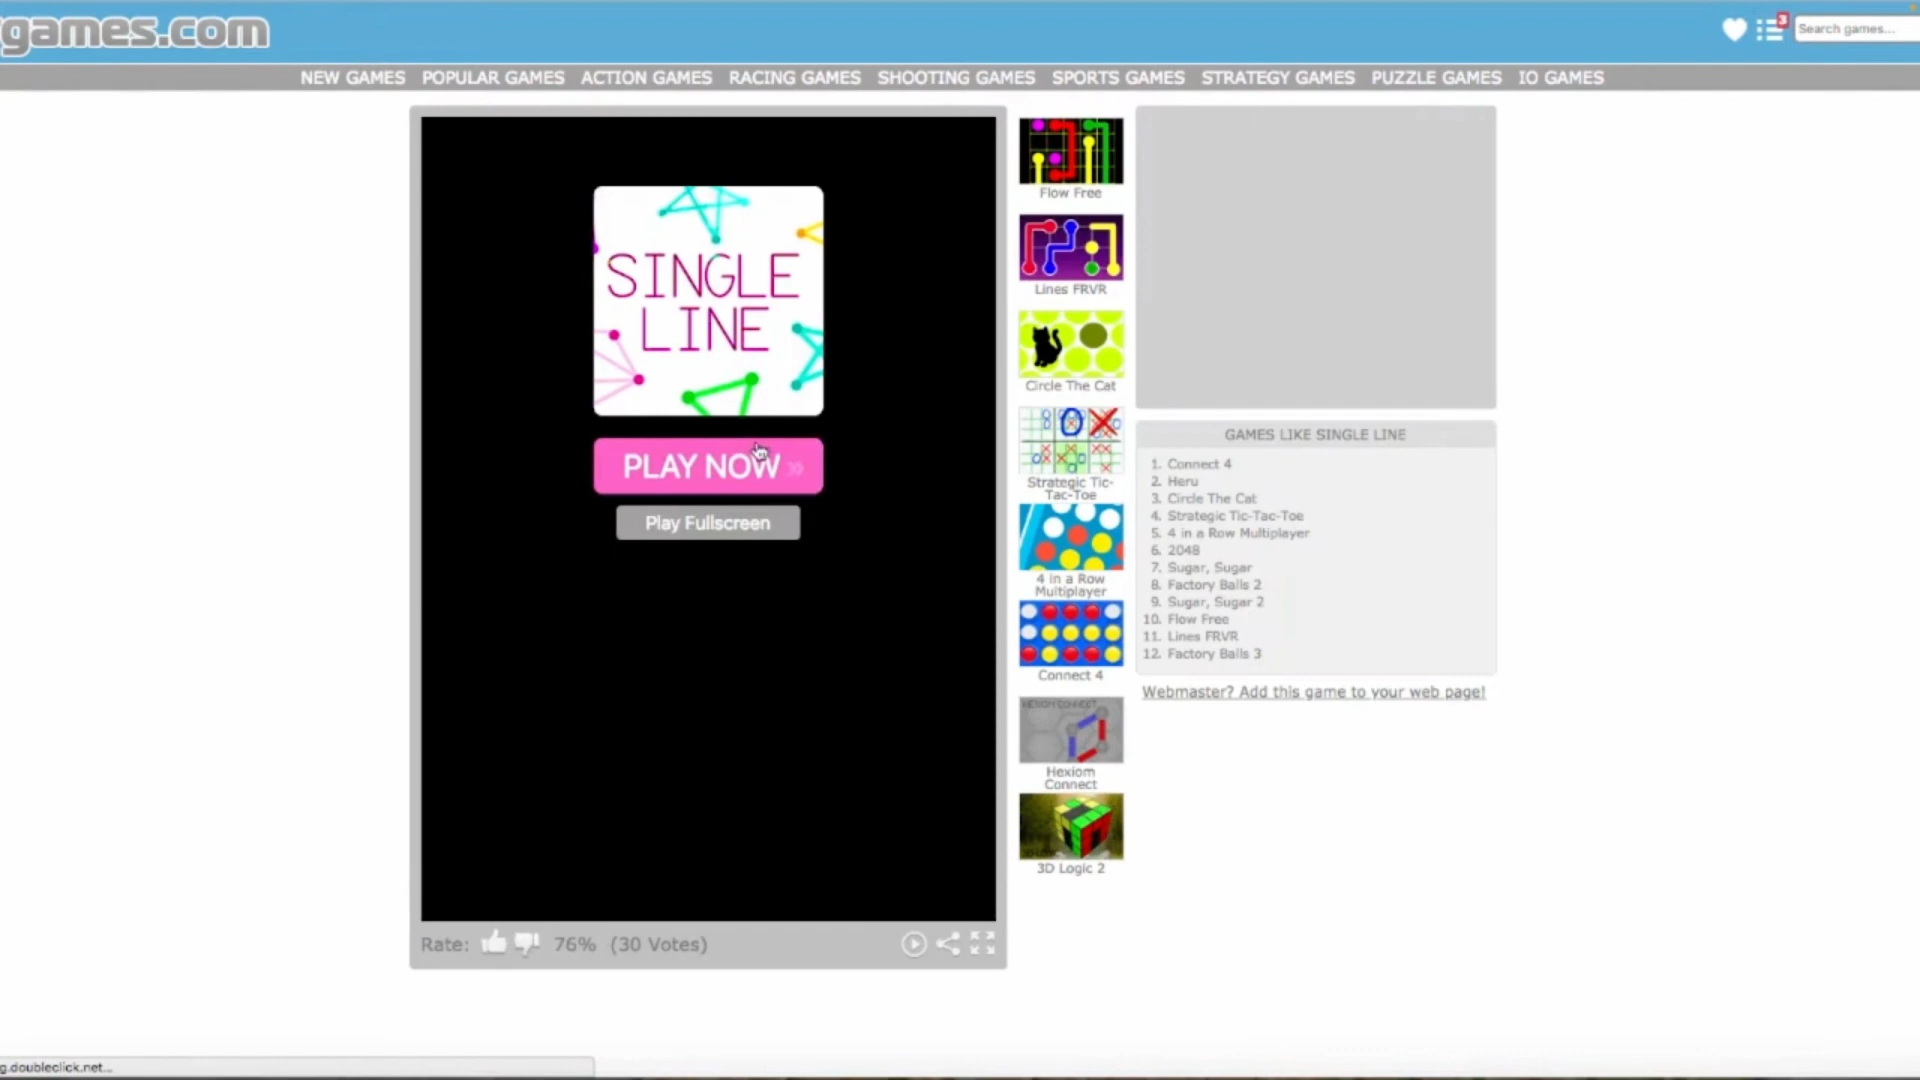 games.com
3
Search games...
NEW GAMES POPULAR GAMES ACTION GAMES RACING GAMES SHOOTING GAMES SPORTS GAMES STRATEGY GAMES PUZZLE GAMES IO GAMES
SINGLE
LINE
PLAY NOW »
Play Fullscreen
Rate: 76% (30 Votes)
Flow Free
Lines FRVR
Circle The Cat
Strategic Tic-
Tac-Toe
4 in a Row
Multiplayer
Connect 4
HEXIOM CONNECT
Hexiom
Connect
3D Logic 2
GAMES LIKE SINGLE LINE
1. Connect 4
2. Heru
3. Circle The Cat
4. Strategic Tic-Tac-Toe
5. 4 in a Row Multiplayer
6. 2048
7. Sugar, Sugar
8. Factory Balls 2
9. Sugar, Sugar 2
10. Flow Free
11. Lines FRVR
12. Factory Balls 3
Webmaster? Add this game to your web page!
g.doubleclick.net...